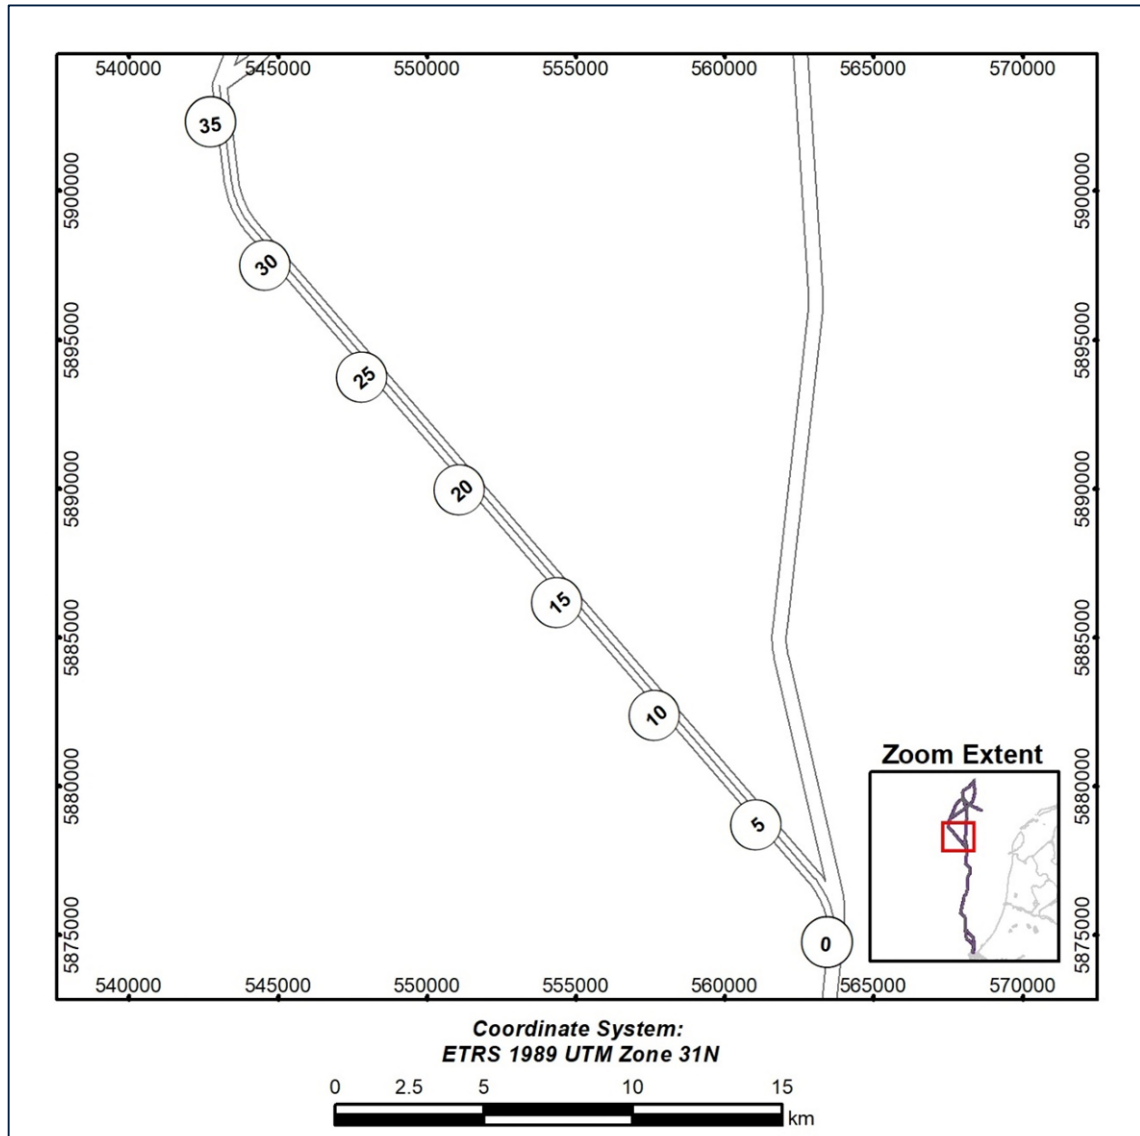 540000 545000 550000 555000 560000 565000 570000
35
5900000 5900000
30
5895000 5895000
25
20
5890000 5890000
15
5885000 5885000
10
Zoom Extent
5880000 5880000
5
5875000 5875000
0
540000 545000 550000 555000 560000 565000 570000
Coordinate System:
ETRS 1989 UTM Zone 31N
0 2.5 5 10 15
km